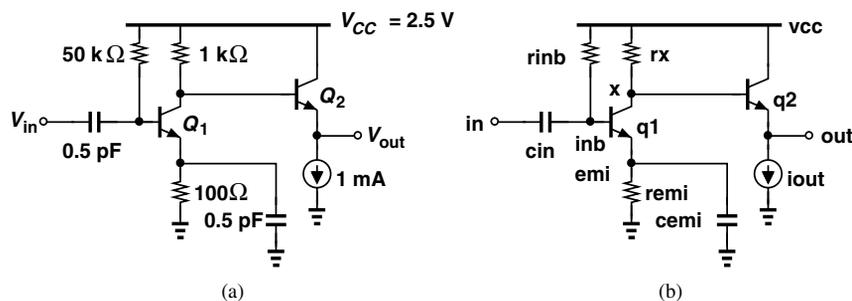 V_CC = 2.5 V
50 kΩ
1 kΩ
Q_2
V_in
Q_1
V_out
0.5 pF
1 mA
100Ω
0.5 pF
(a)
vcc
rinb
rx
x
q2
in
q1
out
cin
inb
emi
iout
remi
cemi
(b)